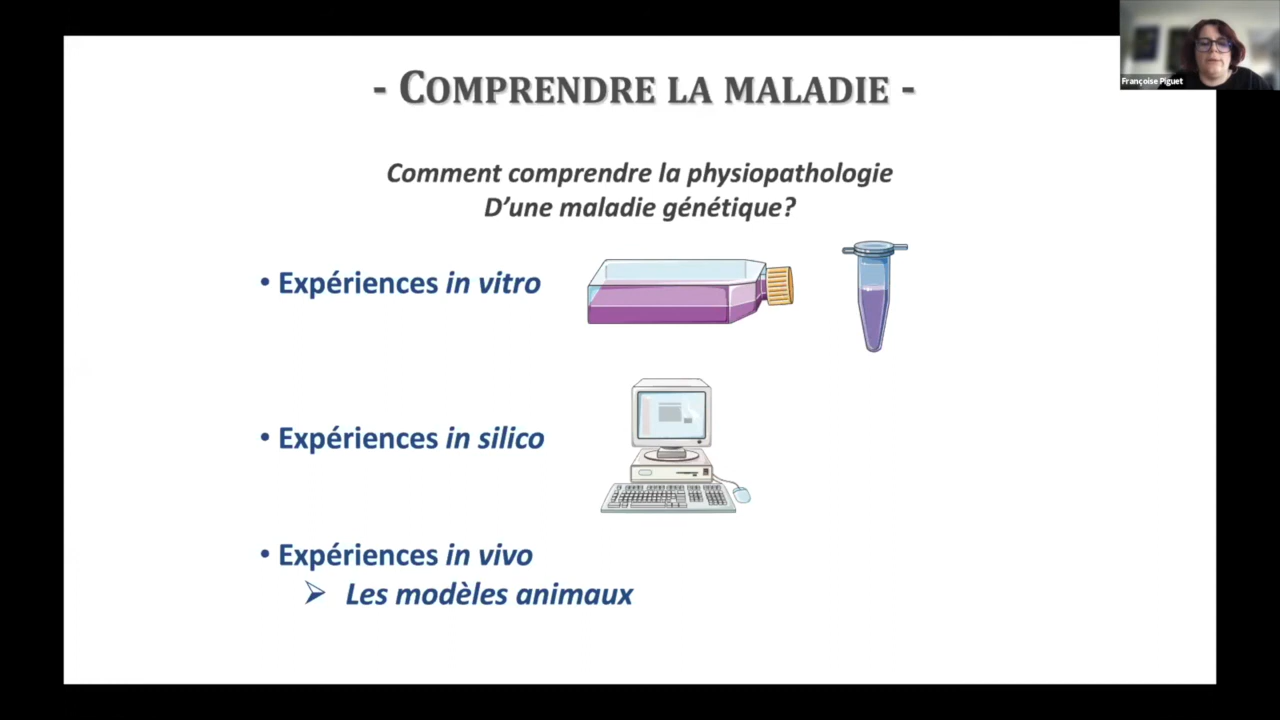 - COMPRENDRE LA MALADIE -
Françoise Piguet
Comment comprendre la physiopathologie
D'une maladie génétique?
• Expériences in vitro
• Expériences in silico
• Expériences in vivo
➢ Les modèles animaux